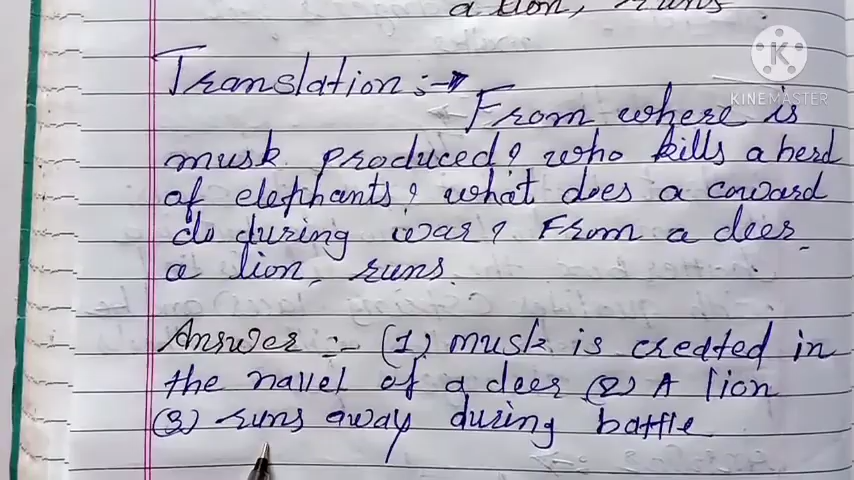 a lion, runs
Translation :-
From where is
musk produced? who kills a herd
of elephants? what does a coward
do during war? From a deer,
a lion, runs.
Answer :- (1) musk is created in
the navel of a deer (2) A lion
(3) runs away during battle
KINEMASTER